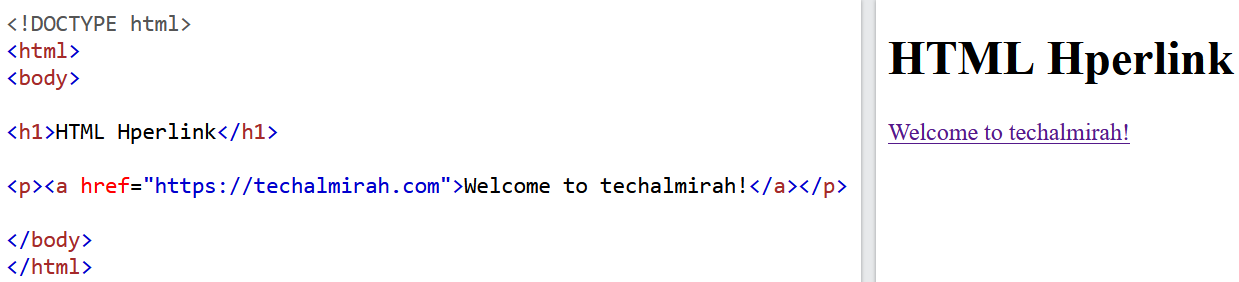 <!DOCTYPE html>
<html>
<body>
<h1>HTML Hperlink</h1>
<p><a href="https://techalmirah.com">Welcome to techalmirah!</a></p>
</body>
</html>
HTML Hperlink
Welcome to techalmirah!